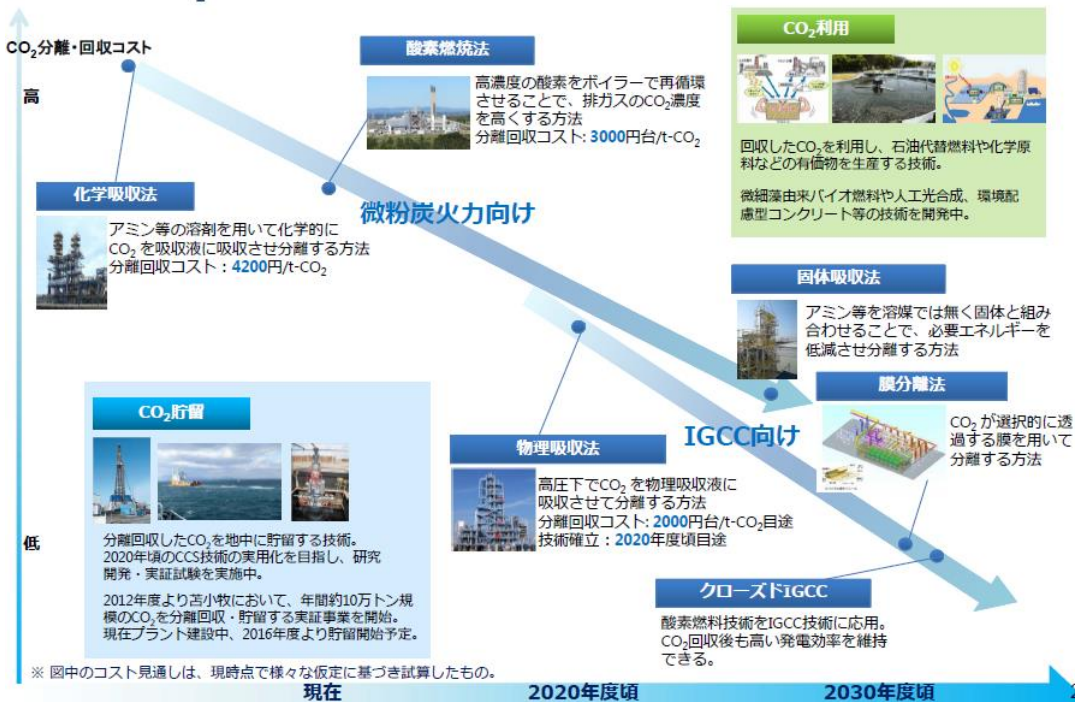 CO₂分離・回収コスト
高
低
化学吸収法
アミン等の溶剤を用いて化学的に
CO₂ を吸収液に吸収させ分離する方法
分離回収コスト：4200円/t-CO₂
酸素燃焼法
高濃度の酸素をボイラーで再循環
させることで、排ガスのCO₂濃度
を高くする方法
分離回収コスト: 3000円台/t-CO₂
微粉炭火力向け
CO₂利用
回収したCO₂を利用し、石油代替燃料や化学原
料などの有価物を生産する技術。
微細藻由来バイオ燃料や人工光合成、環境配
慮型コンクリート等の技術を開発中。
固体吸収法
アミン等を溶媒では無く固体と組み
合わせることで、必要エネルギーを
低減させ分離する方法
膜分離法
CO₂ が選択的に透
過する膜を用いて
分離する方法
IGCC向け
物理吸収法
高圧下でCO₂ を物理吸収液に
吸収させて分離する方法
分離回収コスト: 2000円台/t-CO₂目途
技術確立：2020年度頃目途
クローズドIGCC
酸素燃料技術をIGCC技術に応用。
CO₂回収後も高い発電効率を維持
できる。
CO₂貯留
分離回収したCO₂を地中に貯留する技術。
2020年頃のCCS技術の実用化を目指し、研究
開発・実証試験を実施中。
2012年度より苫小牧において、年間約10万トン規
模のCO₂を分離回収・貯留する実証事業を開始。
現在プラント建設中、2016年度より貯留開始予定。
※ 図中のコスト見通しは、現時点で様々な仮定に基づき試算したもの。
現在
2020年度頃
2030年度頃